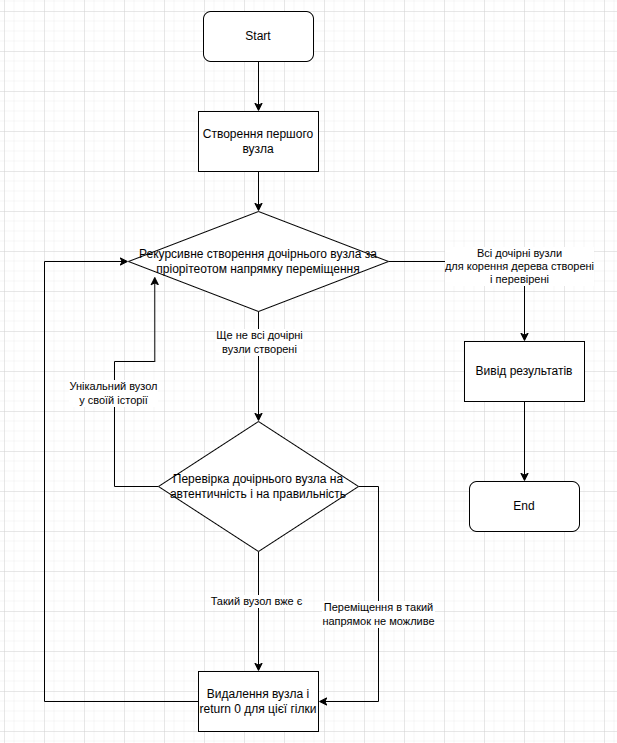 Start
Створення першого
вузла
Рекурсивне створення дочірнього вузла за
пріорітеотом напрямку переміщення
Всі дочірні вузли
для корення дерева створені
і перевірені
Ще не всі дочірні
вузли створені
Вивід результатів
Унікальний вузол
у своїй історії
Перевірка дочірнього вузла на
автентичність і на правильність
End
Такий вузол вже є
Переміщення в такий
напрямок не можливе
Видалення вузла і
return 0 для цієї гілки